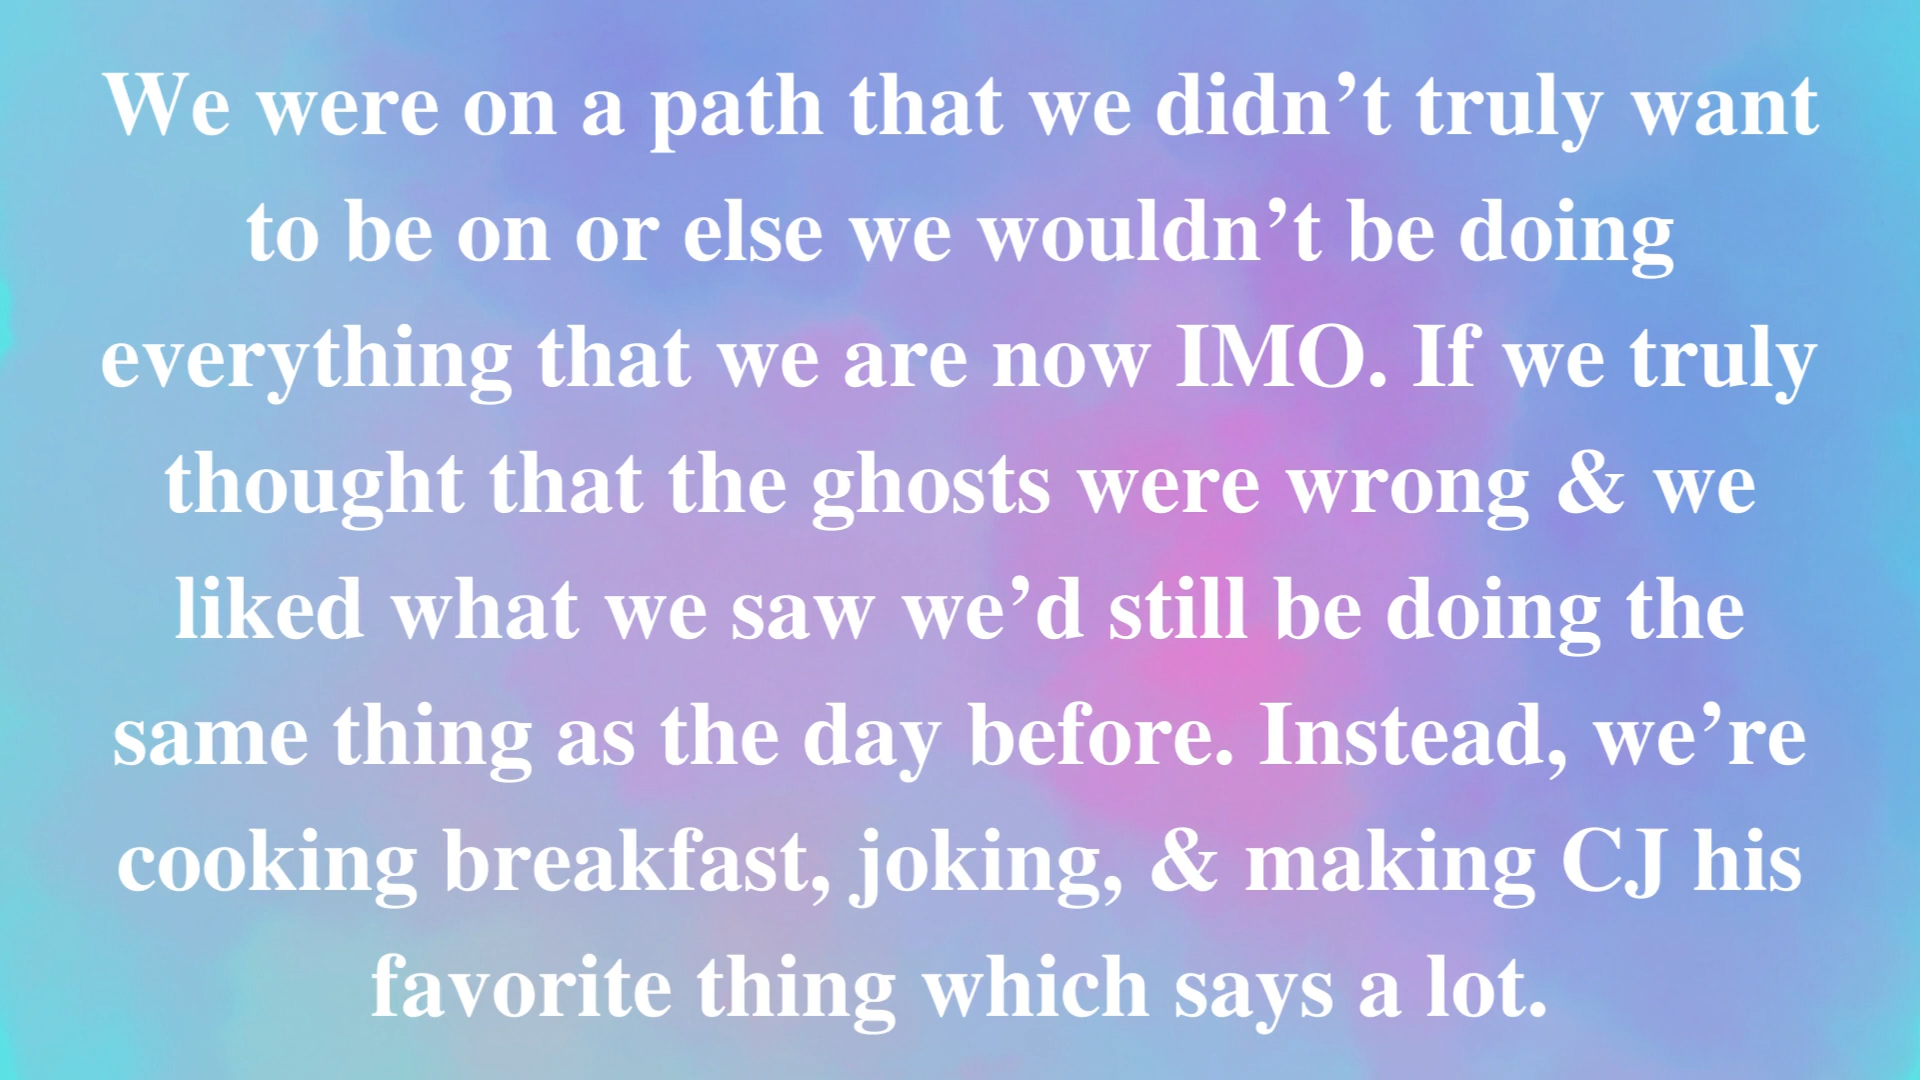 We were on a path that we didn’t truly want
to be on or else we wouldn’t be doing
everything that we are now IMO. If we truly
thought that the ghosts were wrong & we
liked what we saw we’d still be doing the
same thing as the day before. Instead, we’re
cooking breakfast, joking, & making CJ his
favorite thing which says a lot.